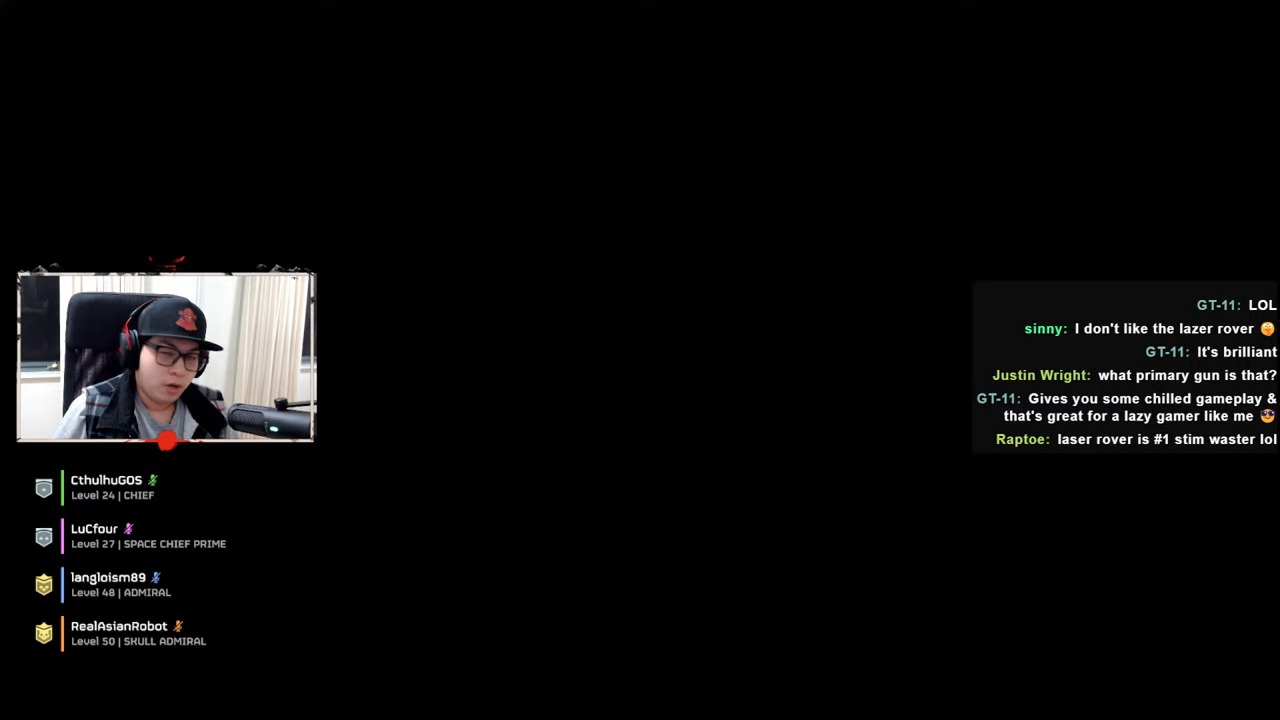 GT-11: LOL
sinny: I don't like the lazer rover
GT-11: It's brilliant
Justin Wright: what primary gun is that?
GT-11: Gives you some chilled gameplay &
that's great for a lazy gamer like me
Raptoe: laser rover is #1 stim waster lol
CthulhuGOS
Level 24 | CHIEF
LuCfour
Level 27 | SPACE CHIEF PRIME
langloism89
Level 48 | ADMIRAL
RealAsianRobot
Level 50 | SKULL ADMIRAL